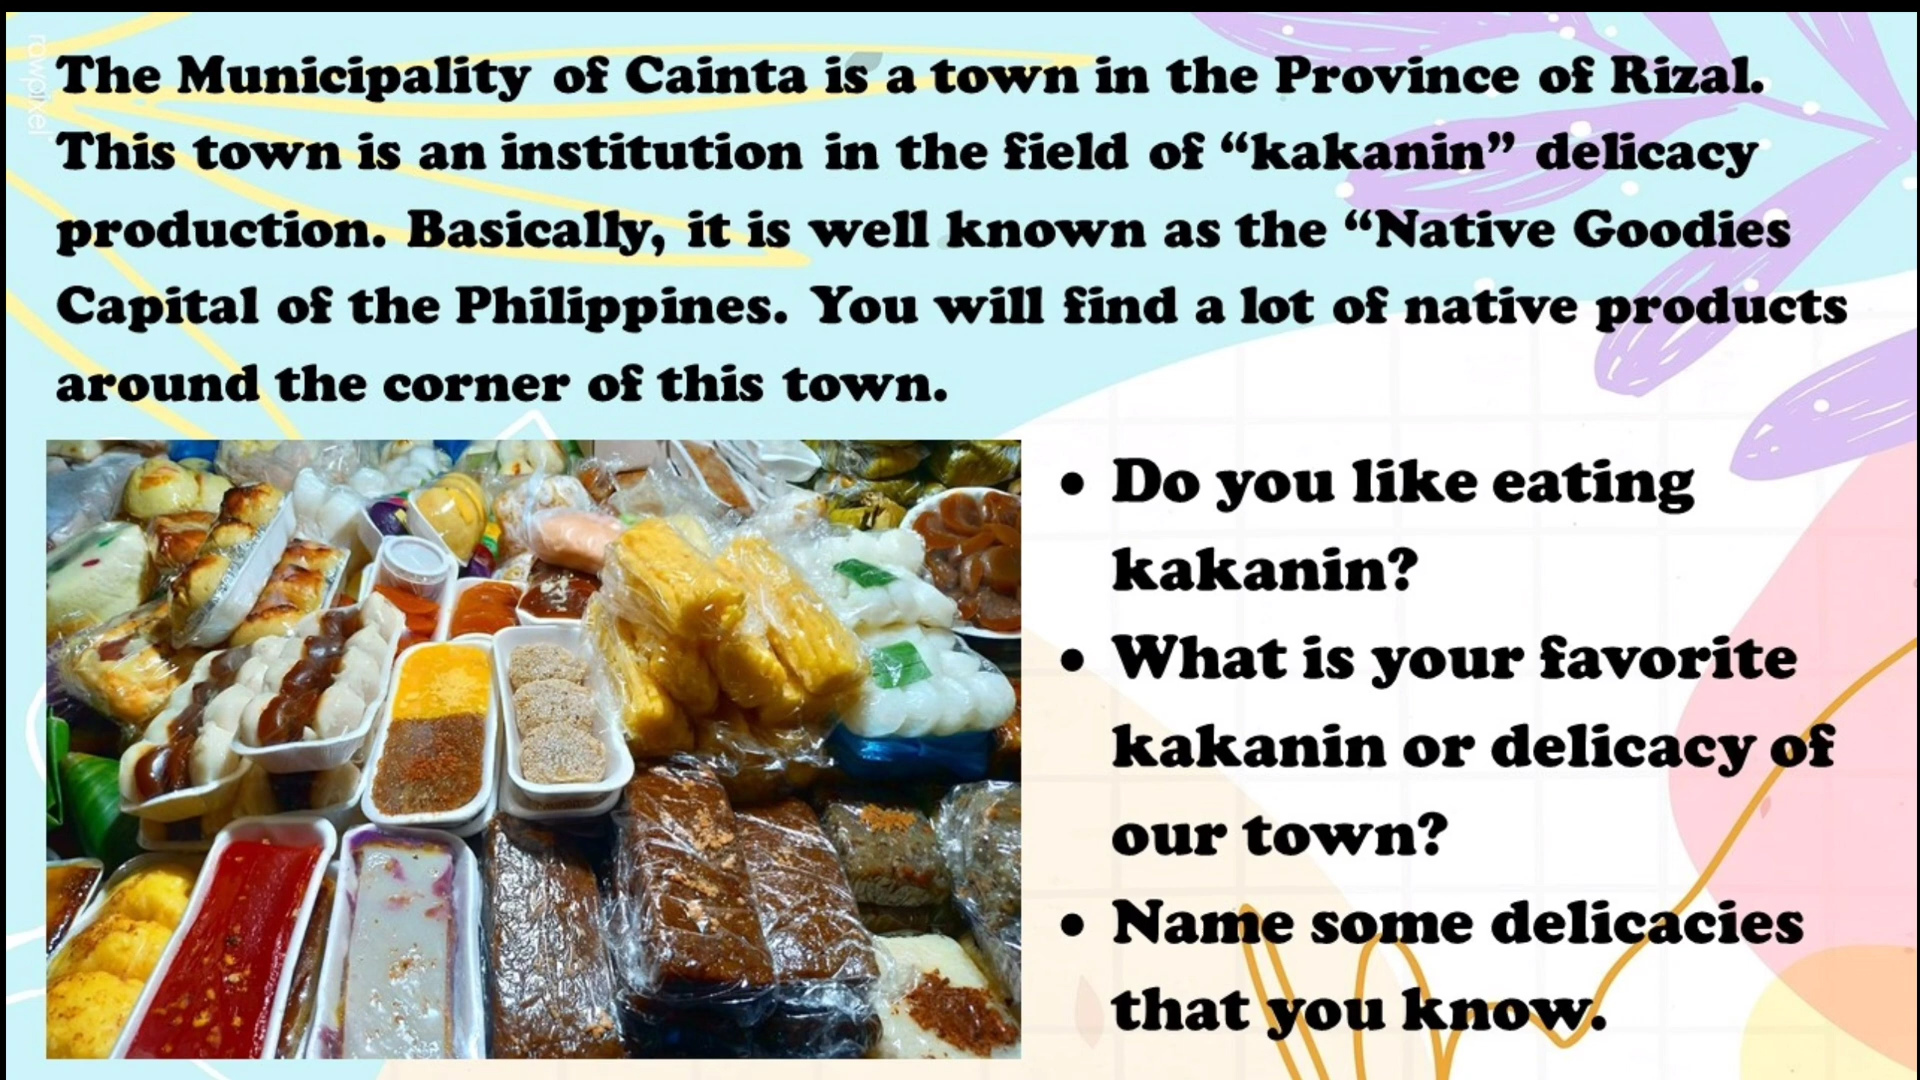 rawpixel
The Municipality of Cainta is a town in the Province of Rizal.
This town is an institution in the field of “kakanin” delicacy
production. Basically, it is well known as the “Native Goodies
Capital of the Philippines. You will find a lot of native products
around the corner of this town.
• Do you like eating
kakanin?
• What is your favorite
kakanin or delicacy of
our town?
• Name some delicacies
that you know.